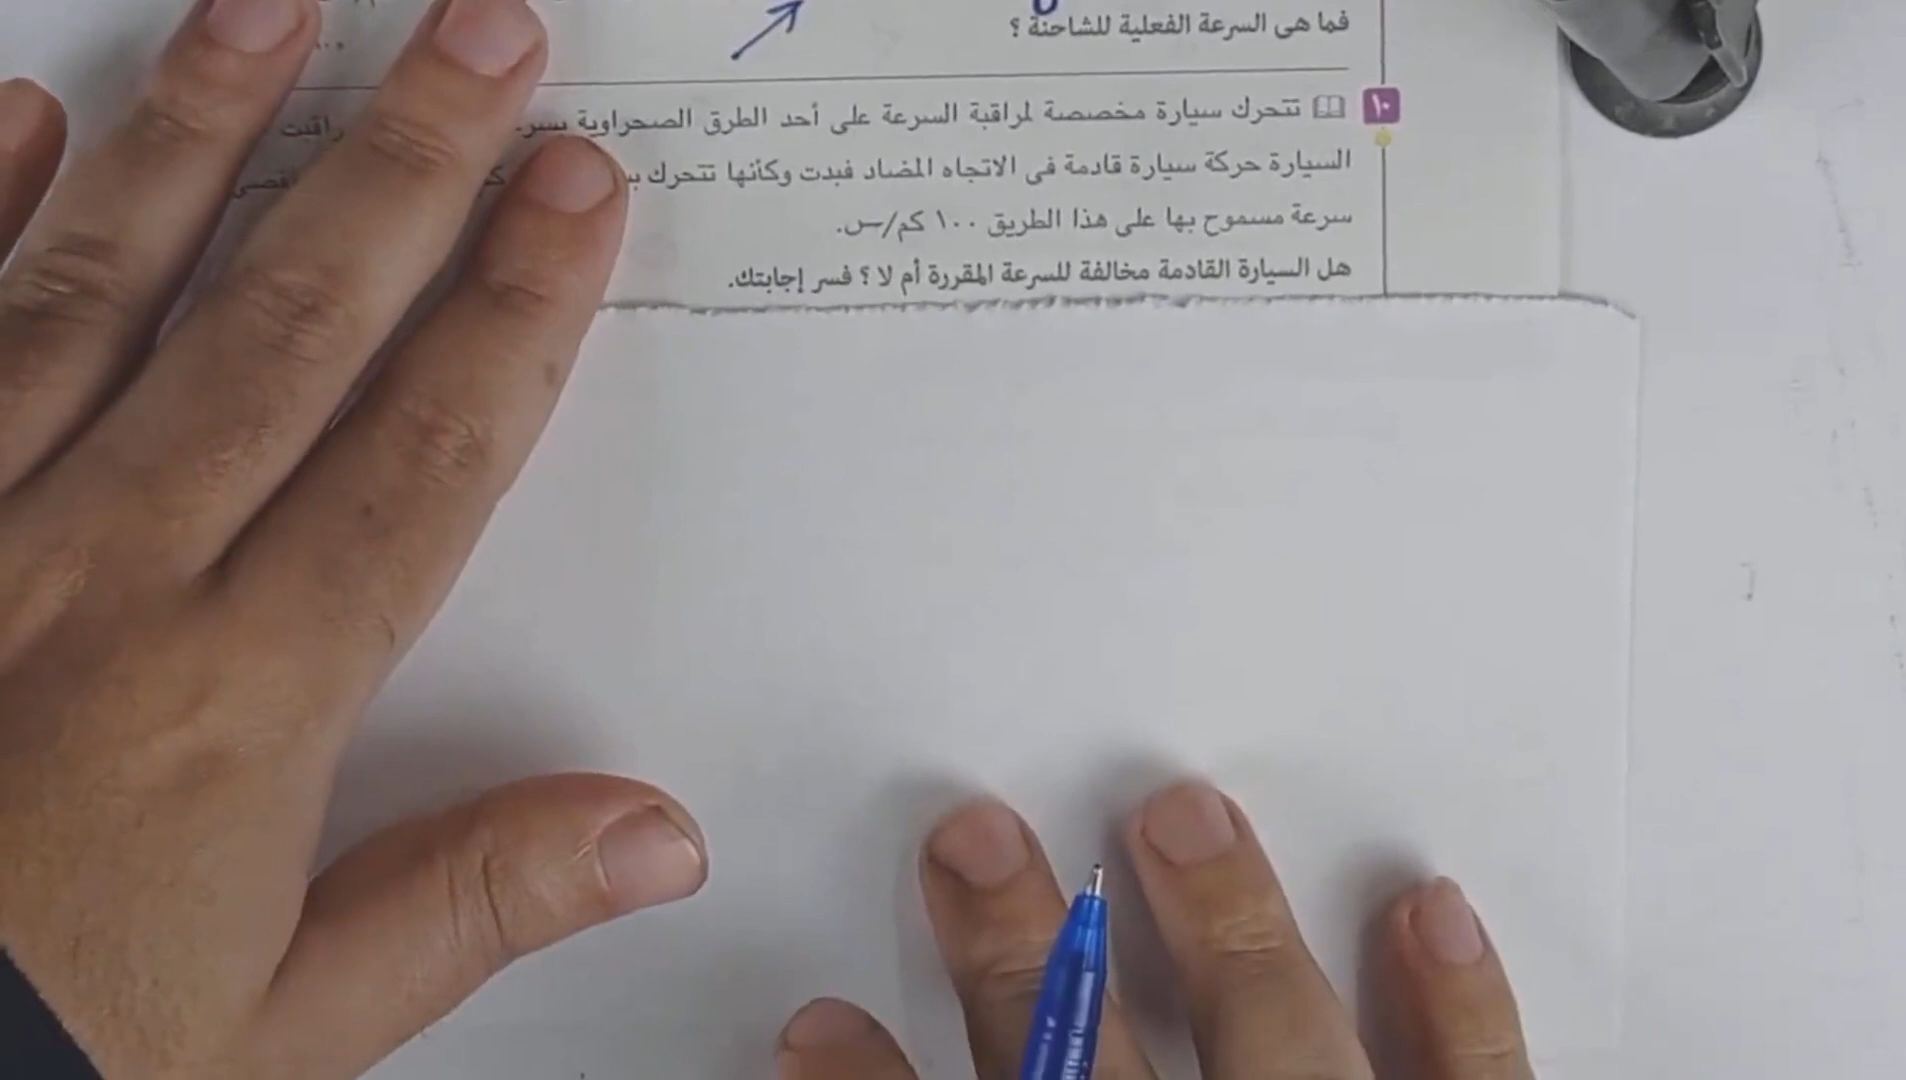 فما هى السرعة الفعلية للشاحنة ؟
١٠ تتحرك سيارة مخصصة لمراقبة السرعة على أحد الطرق الصحراوية راقبت
السيارة حركة سيارة قادمة فى الاتجاه المضاد فبدت وكأنها تتحرك أقصى
سرعة مسموح بها على هذا الطريق ١٠٠ كم/س.
هل السيارة القادمة مخالفة للسرعة المقررة أم لا ؟ فسر إجابتك.